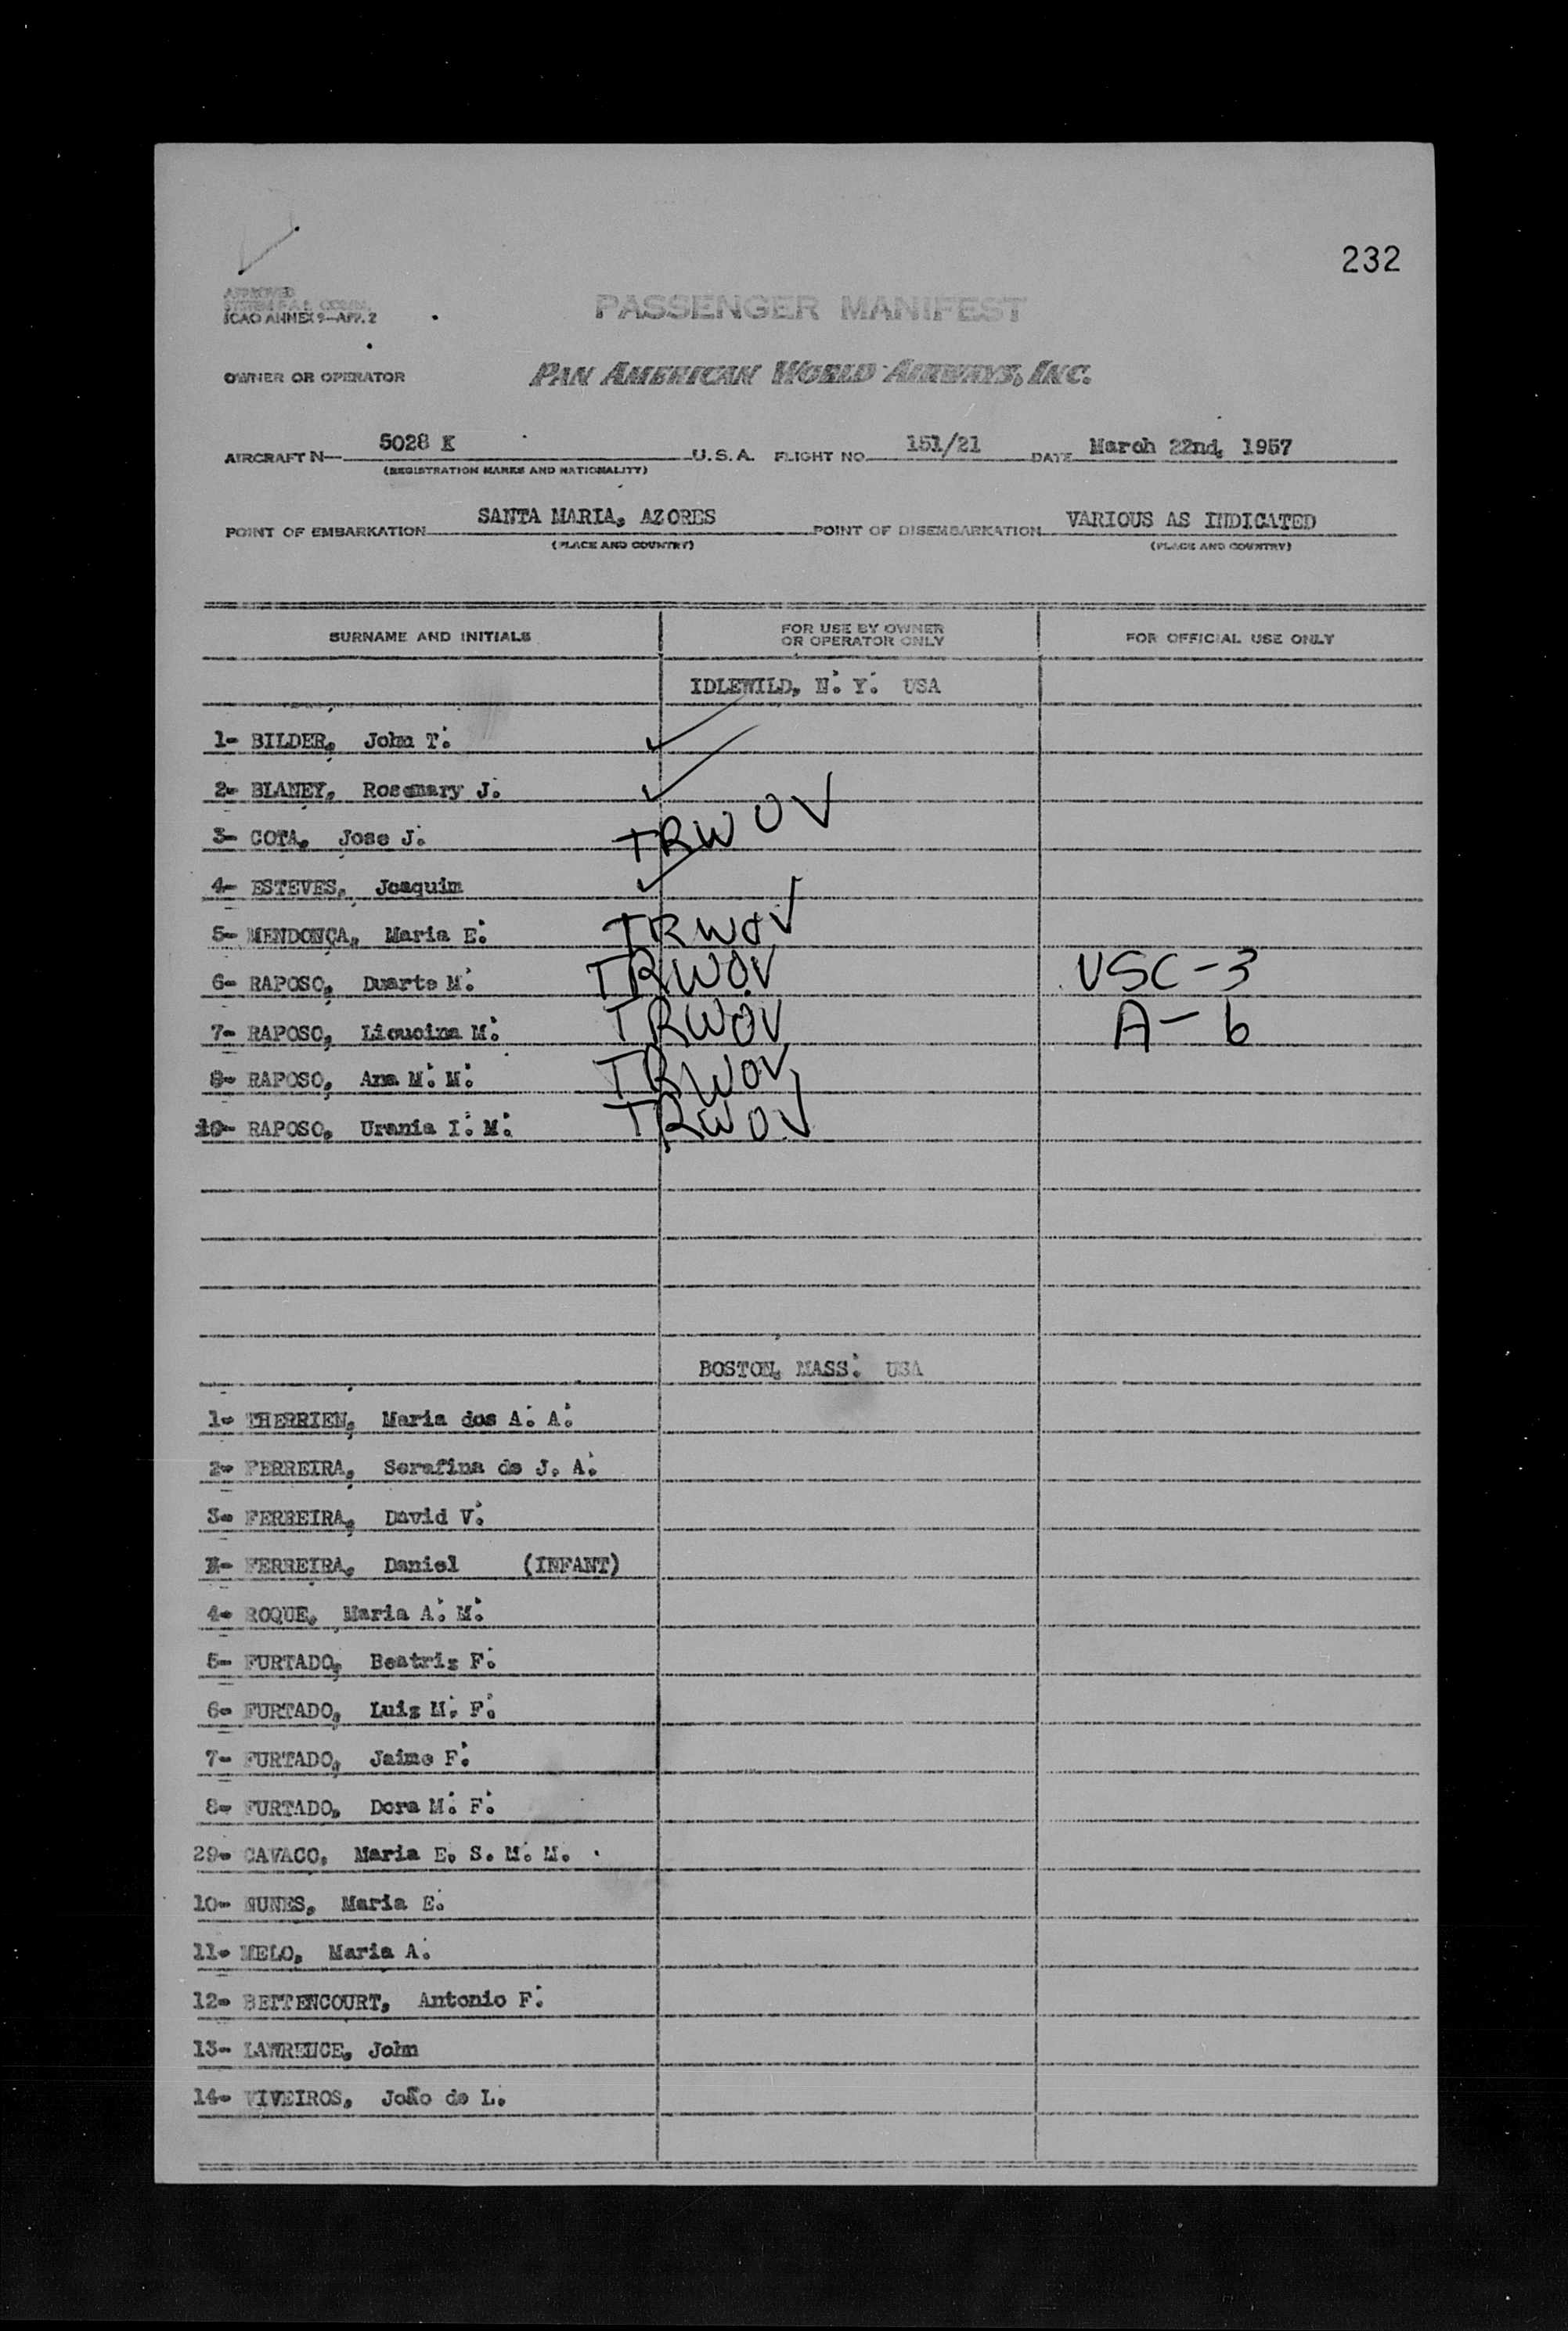 232
APPROVED
ICAO ANNEX 9—APP. 2
PASSENGER MANIFEST
OWNER OR OPERATOR PAN AMERICAN WORLD AIRWAYS, INC.
AIRCRAFT N— 5028 K U.S.A. FLIGHT NO. 151/21 DATE March 22nd, 1957
(REGISTRATION MARKS AND NATIONALITY)
POINT OF EMBARKATION SANTA MARIA, AZORES POINT OF DISEMBARKATION VARIOUS AS INDICATED
(PLACE AND COUNTRY) (PLACE AND COUNTRY)
SURNAME AND INITIALS FOR USE BY OWNER OR OPERATOR ONLY FOR OFFICIAL USE ONLY
IDLEWILD, N. Y. USA
1- BILDER, John T. ✓
2- BLANEY, Rosemary J. ✓
3- COTA, Jose J. TRWOV
4- ESTEVES, Joaquim ✓
5- MENDONÇA, Maria E. TRWOV
6- RAPOSO, Duarte M. TRWOV USC-3
7- RAPOSO, M. TRWOV A-6
RAPOSO, Ana M. M. TRWOV
10- RAPOSO, Urania I. M. TRWOV
BOSTON, MASS. USA
1- THERRIEN, Maria dos A. A.
2- FERREIRA, Serafina de J. A.
3- FERREIRA, David V.
FERREIRA, Daniel (INFANT)
4- ROQUE, Maria A. M.
5- FURTADO, Beatriz F.
6- FURTADO, Luiz M. F.
7- FURTADO, Jaime F.
8- FURTADO, Dora M. F.
29- CAVACO, Maria E. S. M. M.
10- NUNES, Maria E.
11- MELO, Maria A.
12- BETTENCOURT, Antonio F.
13- LAWRENCE, John
14- VIVEIROS, João de L.